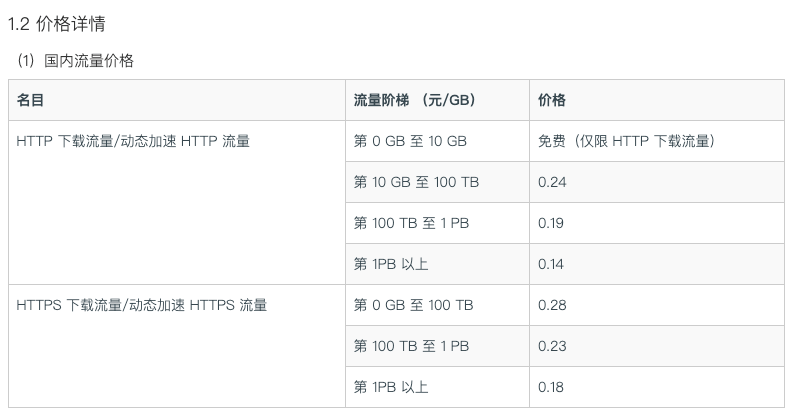 1.2 价格详情
（1）国内流量价格
名目 流量阶梯 （元/GB） 价格
HTTP 下载流量/动态加速 HTTP 流量 第 0 GB 至 10 GB 免费（仅限 HTTP 下载流量）
第 10 GB 至 100 TB 0.24
第 100 TB 至 1 PB 0.19
第 1PB 以上 0.14
HTTPS 下载流量/动态加速 HTTPS 流量 第 0 GB 至 100 TB 0.28
第 100 TB 至 1 PB 0.23
第 1PB 以上 0.18